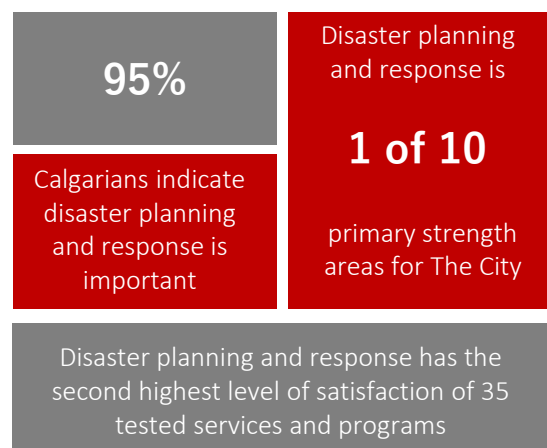 95%
Calgarians indicate
disaster planning
and response is
important
Disaster planning
and response is
1 of 10
primary strength
areas for The City
Disaster planning and response has the
second highest level of satisfaction of 35
tested services and programs